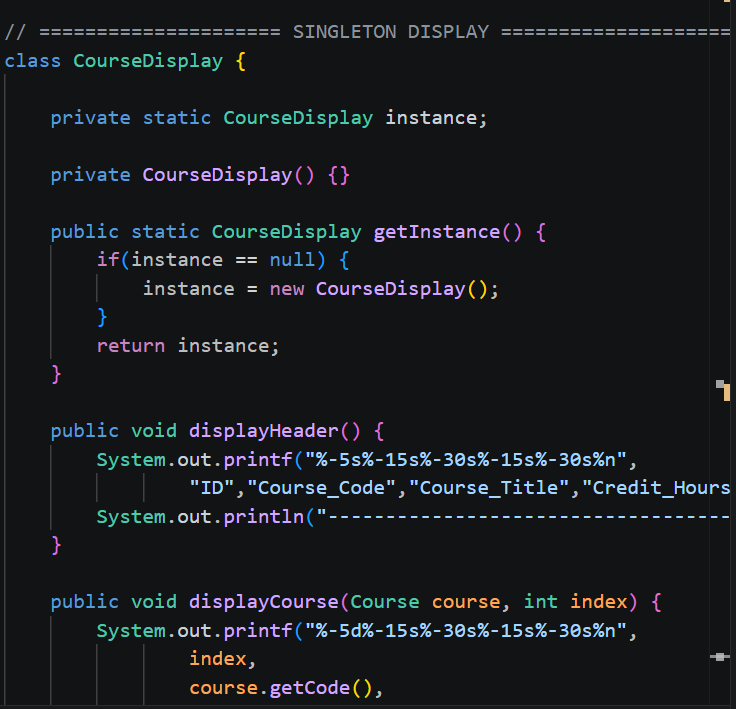 // ===================== SINGLETON DISPLAY ====================
class CourseDisplay {
private static CourseDisplay instance;
private CourseDisplay() {}
public static CourseDisplay getInstance() {
if(instance == null) {
instance = new CourseDisplay();
}
return instance;
}
public void displayHeader() {
System.out.printf("%-5s%-15s%-30s%-15s%-30s%n",
"ID","Course_Code","Course_Title","Credit_Hours
System.out.println("-----------------------------------
}
public void displayCourse(Course course, int index) {
System.out.printf("%-5d%-15s%-30s%-15s%-30s%n",
index,
course.getCode(),